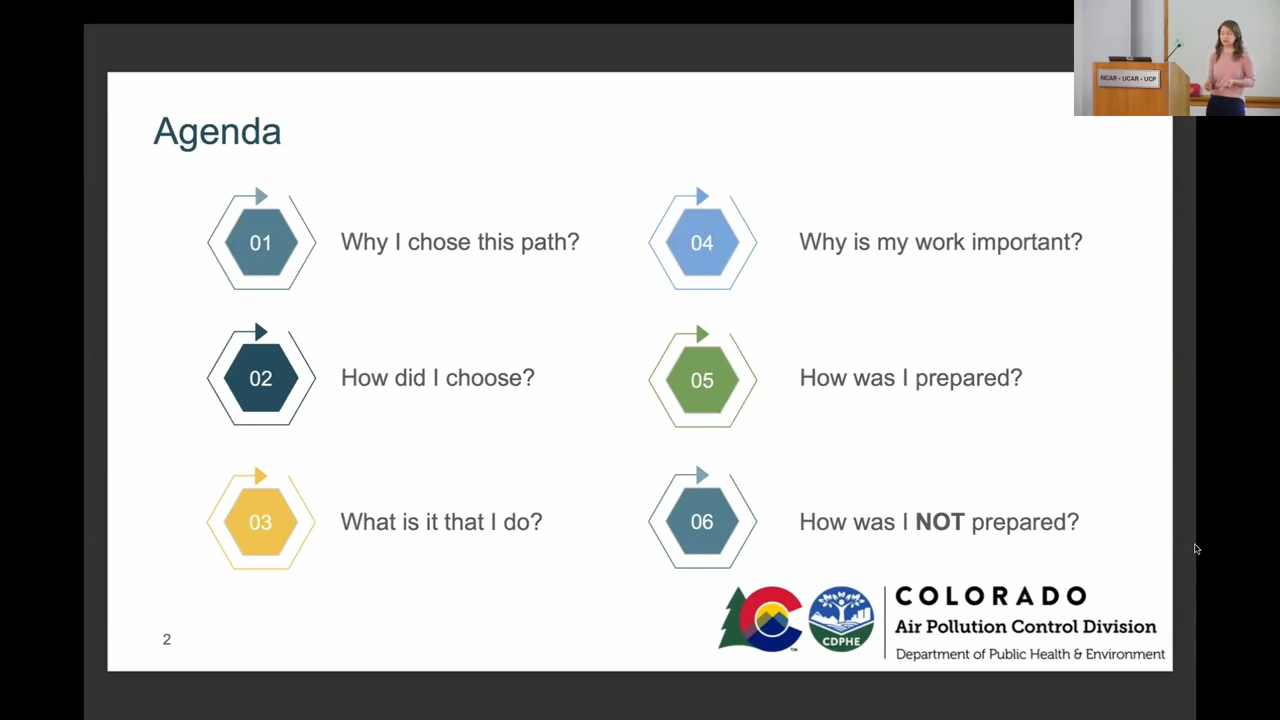 NCAR • UCAR • UCP
Agenda
01
Why I chose this path?
02
How did I choose?
03
What is it that I do?
04
Why is my work important?
05
How was I prepared?
06
How was I NOT prepared?
2
CDPHE
TM
COLORADO
Air Pollution Control Division
Department of Public Health & Environment